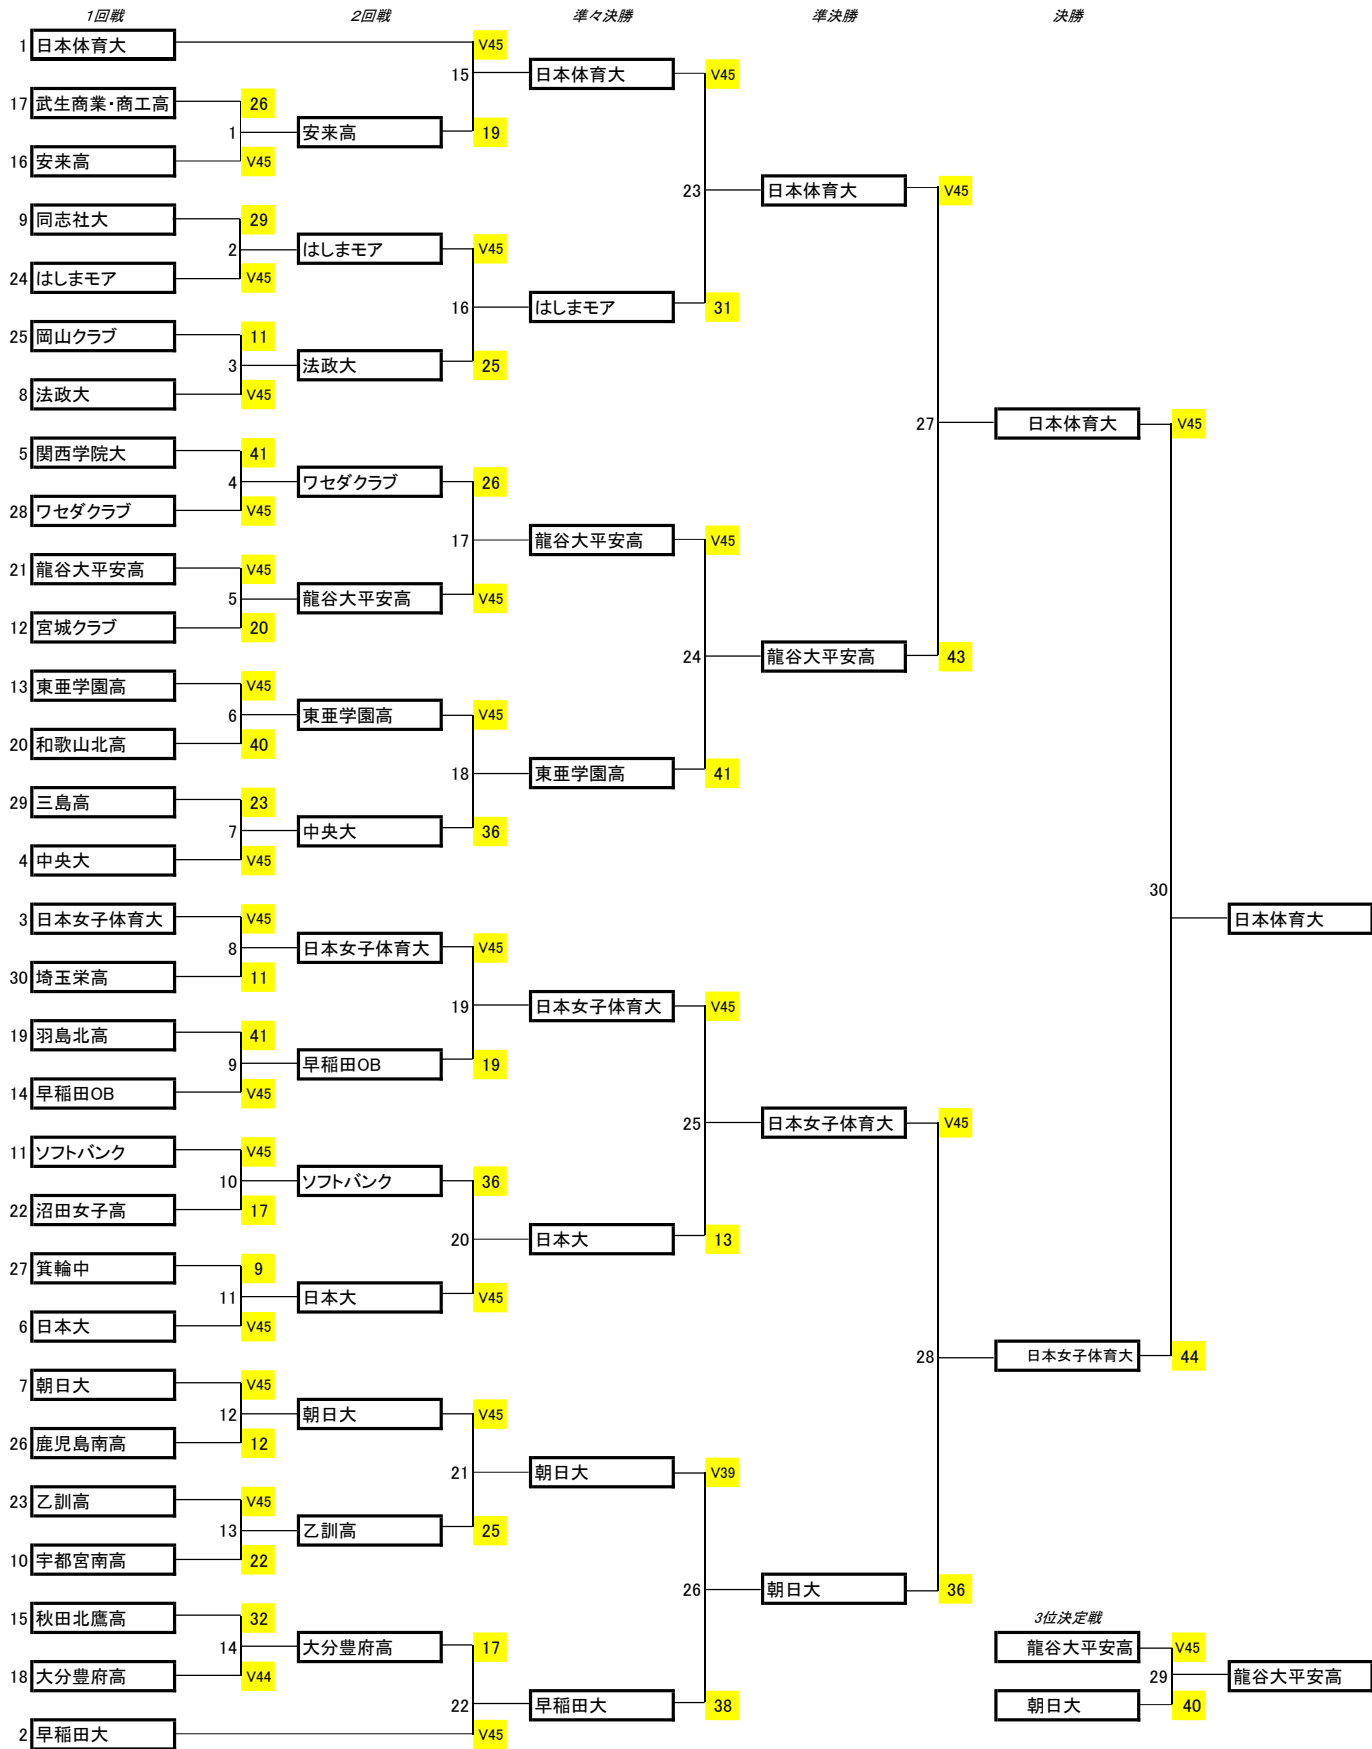 1回戦 2回戦 準々決勝 準決勝 決勝
1 日本体育大 V45
15 日本体育大 V45
17 武生商業・商工高 26
1 安来高 19
16 安来高 V45
23 日本体育大 V45
9 同志社大 29
2 はしまモア V45
24 はしまモア V45
16 はしまモア 31
25 岡山クラブ 11
3 法政大 25
8 法政大 V45
27 日本体育大 V45
5 関西学院大 41
4 ワセダクラブ 26
28 ワセダクラブ V45
17 龍谷大平安高 V45
21 龍谷大平安高 V45
5 龍谷大平安高 V45
12 宮城クラブ 20
24 龍谷大平安高 43
13 東亜学園高 V45
6 東亜学園高 V45
20 和歌山北高 40
18 東亜学園高 41
29 三島高 23
7 中央大 36
4 中央大 V45
30 日本体育大
3 日本女子体育大 V45
8 日本女子体育大 V45
30 埼玉栄高 11
19 日本女子体育大 V45
19 羽島北高 41
9 早稲田OB 19
14 早稲田OB V45
25 日本女子体育大 V45
11 ソフトバンク V45
10 ソフトバンク 36
22 沼田女子高 17
20 日本大 13
27 箕輪中 9
11 日本大 V45
6 日本大 V45
28 日本女子体育大 44
7 朝日大 V45
12 朝日大 V45
26 鹿児島南高 12
21 朝日大 V39
23 乙訓高 V45
13 乙訓高 25
10 宇都宮南高 22
26 朝日大 36
15 秋田北鷹高 32
14 大分豊府高 17
18 大分豊府高 V44
22 早稲田大 38
2 早稲田大 V45
3位決定戦
龍谷大平安高 V45
29 龍谷大平安高
朝日大 40